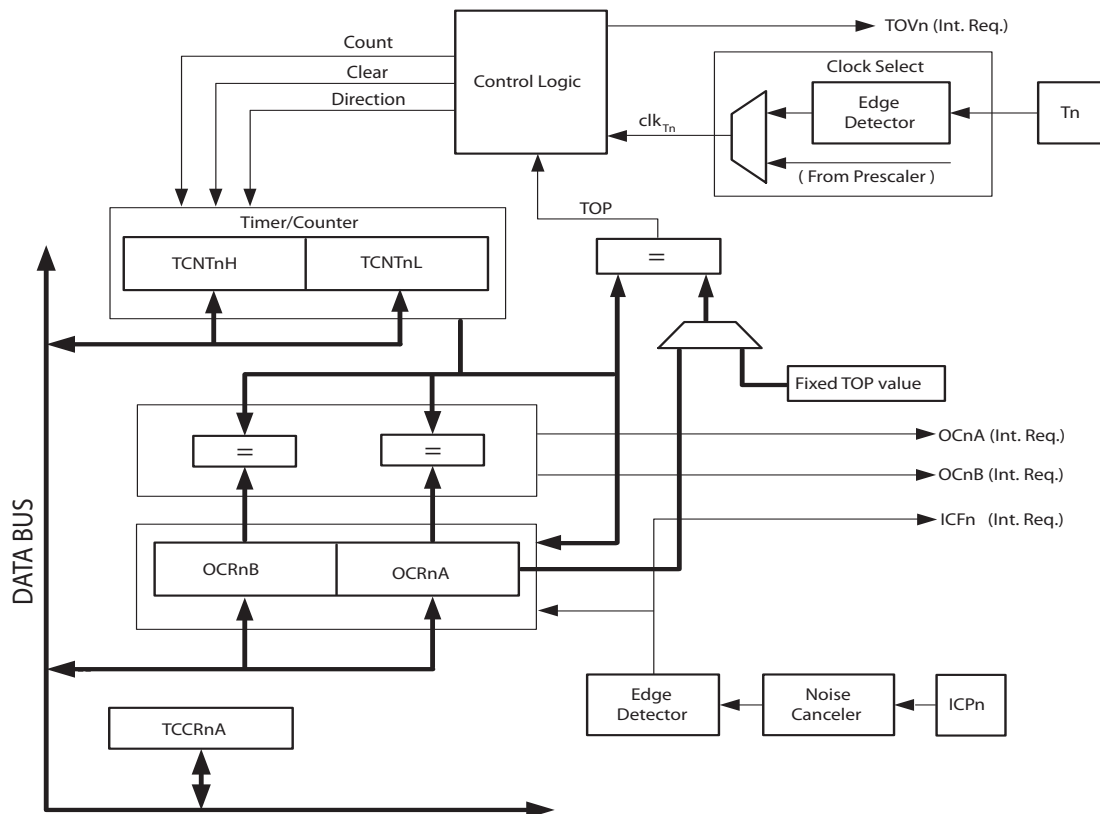 TOVn (Int. Req.)
Count
Clear
Direction
Control Logic
Clock Select
Edge
Detector
Tn
clkTn
( From Prescaler )
TOP
Timer/Counter
TCNTnH
TCNTnL
=
Fixed TOP value
=
=
OCnA (Int. Req.)
OCnB (Int. Req.)
ICFn (Int. Req.)
OCRnB
OCRnA
DATA BUS
Edge
Detector
Noise
Canceler
ICPn
TCCRnA